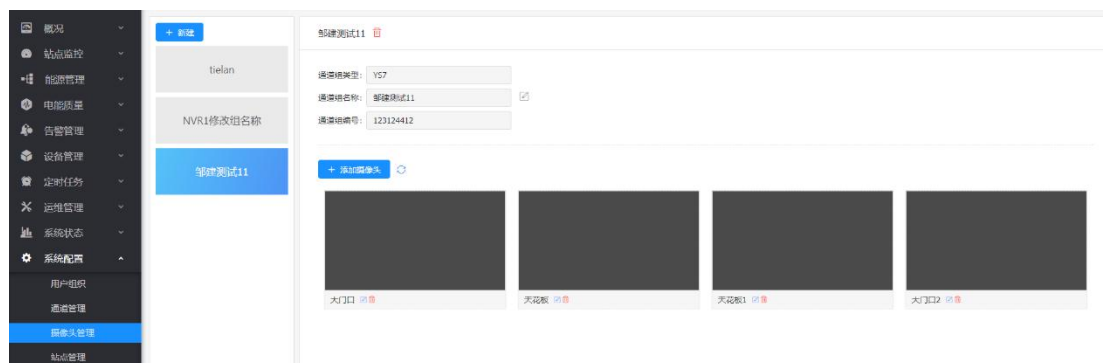 概况
站点监控
能源管理
电能质量
告警管理
设备管理
定时任务
运维管理
系统状态
系统配置
用户组织
通道管理
摄像头管理
站点管理
+ 新建
tielan
NVR1修改组名称
邹建测试11
邹建测试11
通道组类型: YS7
通道组名称: 邹建测试11
通道组编号: 123124412
+ 添加摄像头
大门口
天花板
天花板1
大门口2